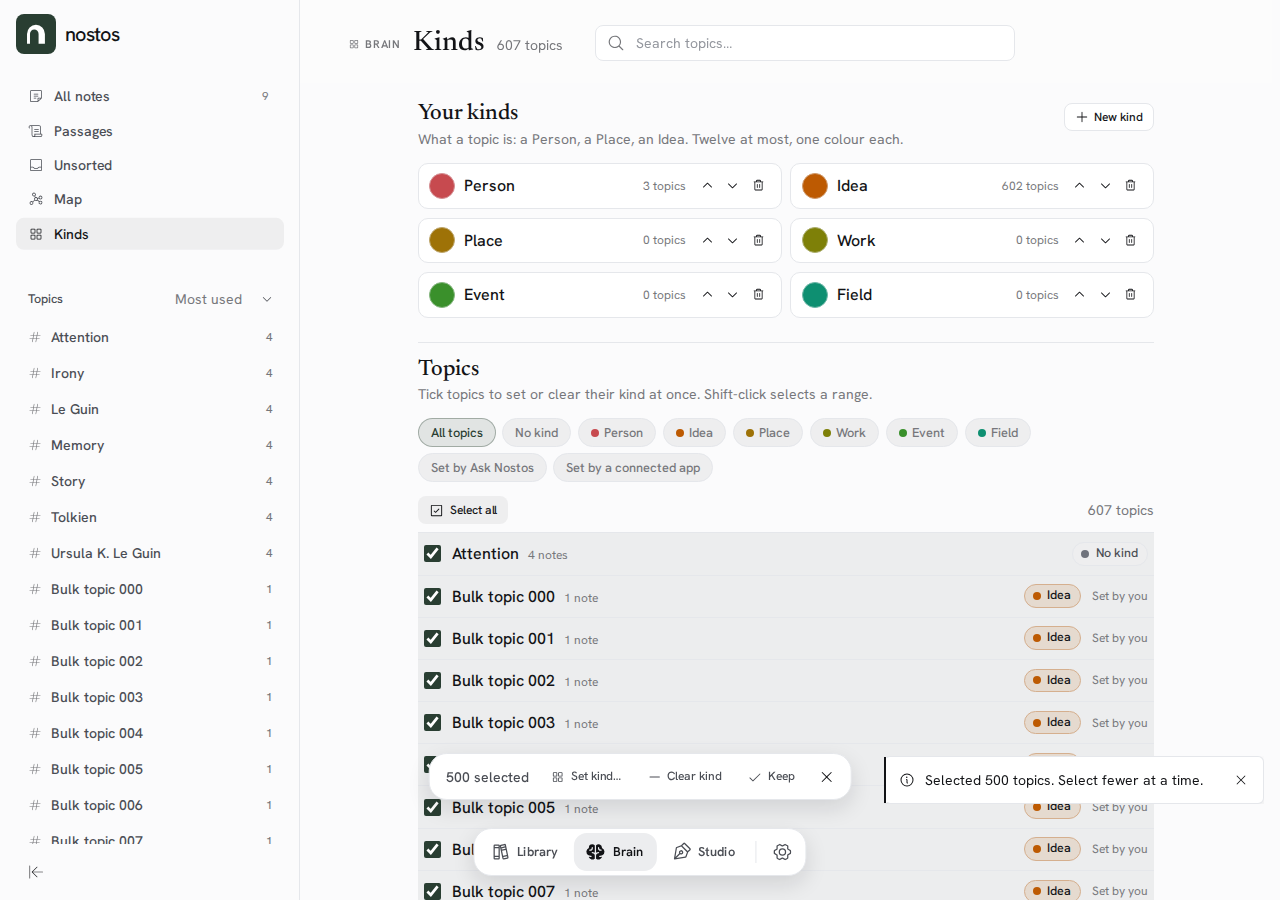 nostos
All notes 9
Passages
Unsorted
Map
Kinds
Topics Most used
# Attention 4
# Irony 4
# Le Guin 4
# Memory 4
# Story 4
# Tolkien 4
# Ursula K. Le Guin 4
# Bulk topic 000 1
# Bulk topic 001 1
# Bulk topic 002 1
# Bulk topic 003 1
# Bulk topic 004 1
# Bulk topic 005 1
# Bulk topic 006 1
# Bulk topic 007 1
BRAIN Kinds 607 topics Search topics...
Your kinds
New kind
What a topic is: a Person, a Place, an Idea. Twelve at most, one colour each.
Person 3 topics
Idea 602 topics
Place 0 topics
Work 0 topics
Event 0 topics
Field 0 topics
Topics
Tick topics to set or clear their kind at once. Shift-click selects a range.
All topics No kind Person Idea Place Work Event Field
Set by Ask Nostos Set by a connected app
Select all 607 topics
Attention 4 notes No kind
Bulk topic 000 1 note Idea Set by you
Bulk topic 001 1 note Idea Set by you
Bulk topic 002 1 note Idea Set by you
Bulk topic 003 1 note Idea Set by you
500 selected Set kind... Clear kind Keep
Selected 500 topics. Select fewer at a time.
Bulk topic 005 1 note Idea Set by you
Idea Set by you
Library Brain Studio
Bulk topic 007 1 note Idea Set by you